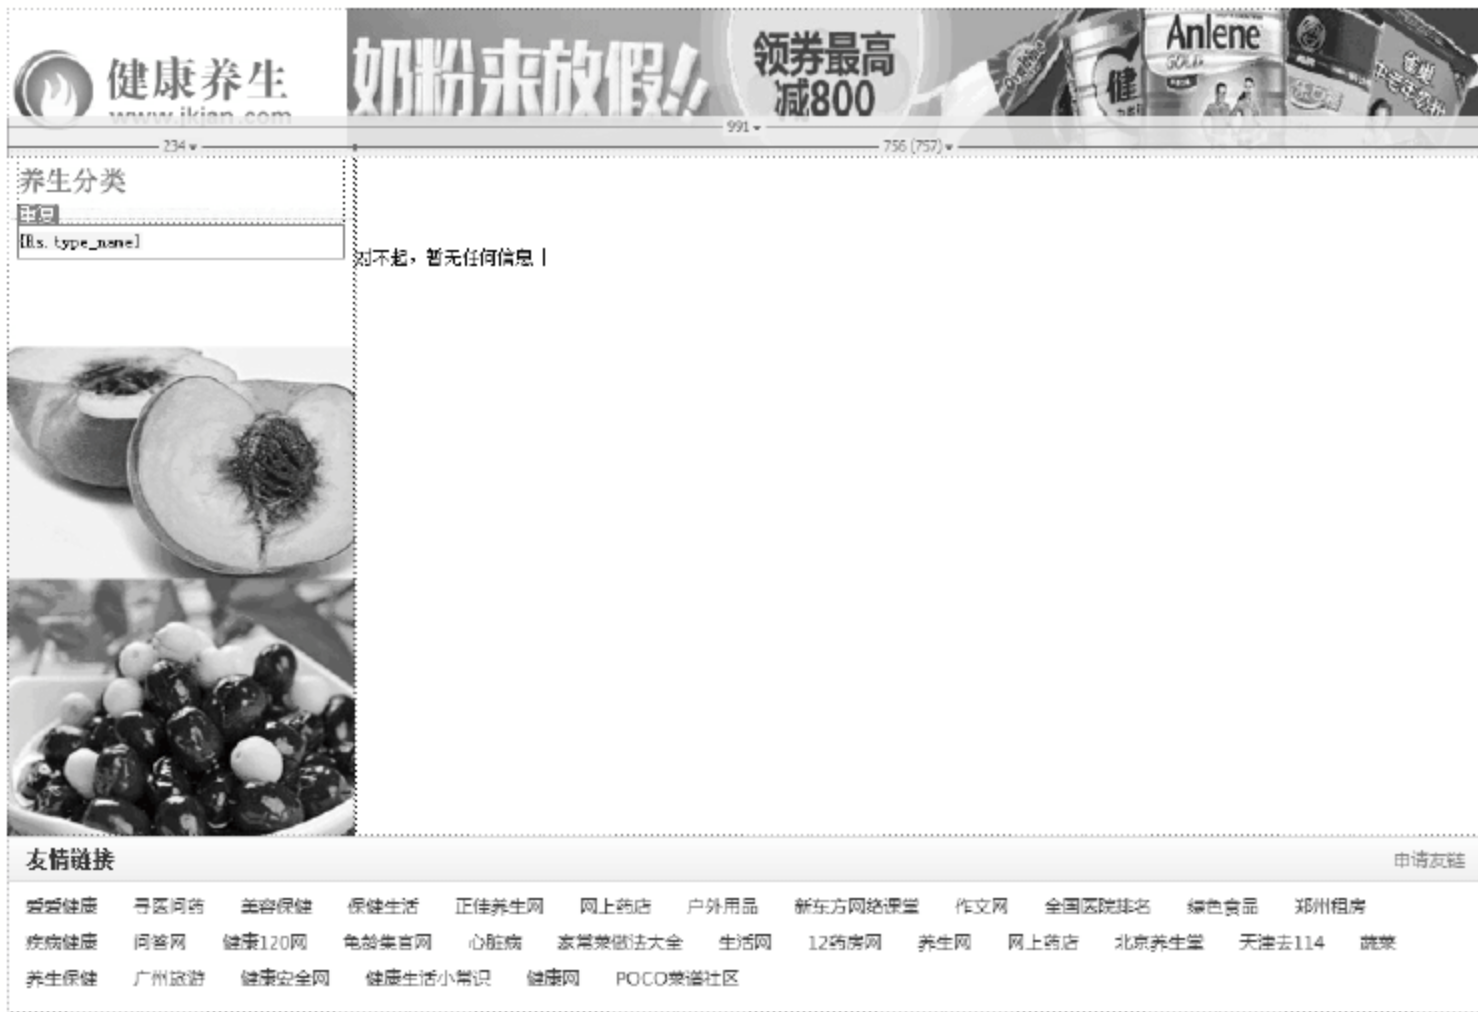 健康养生
www.jkjan.com
奶粉来放假!!
领券最高
减800
健
Anlene
GOLD
991
234
756 (757)
养生分类
重复
[Rs.type_name]
对不起，暂无任何信息
友情链接
申请友链
爱爱健康 寻医问药 美容保健 保健生活 正佳养生网 网上药店 户外用品 新东方网络课堂 作文网 全国医院排名 绿色食品 郑州租房
疾病健康 问答网 健康120网 龟龄集官网 心脏病 家常菜做法大全 生活网 12药房网 养生网 网上药店 北京养生堂 天津去114 蔬菜
养生保健 广州旅游 健康安全网 健康生活小常识 健康网 POCO菜谱社区